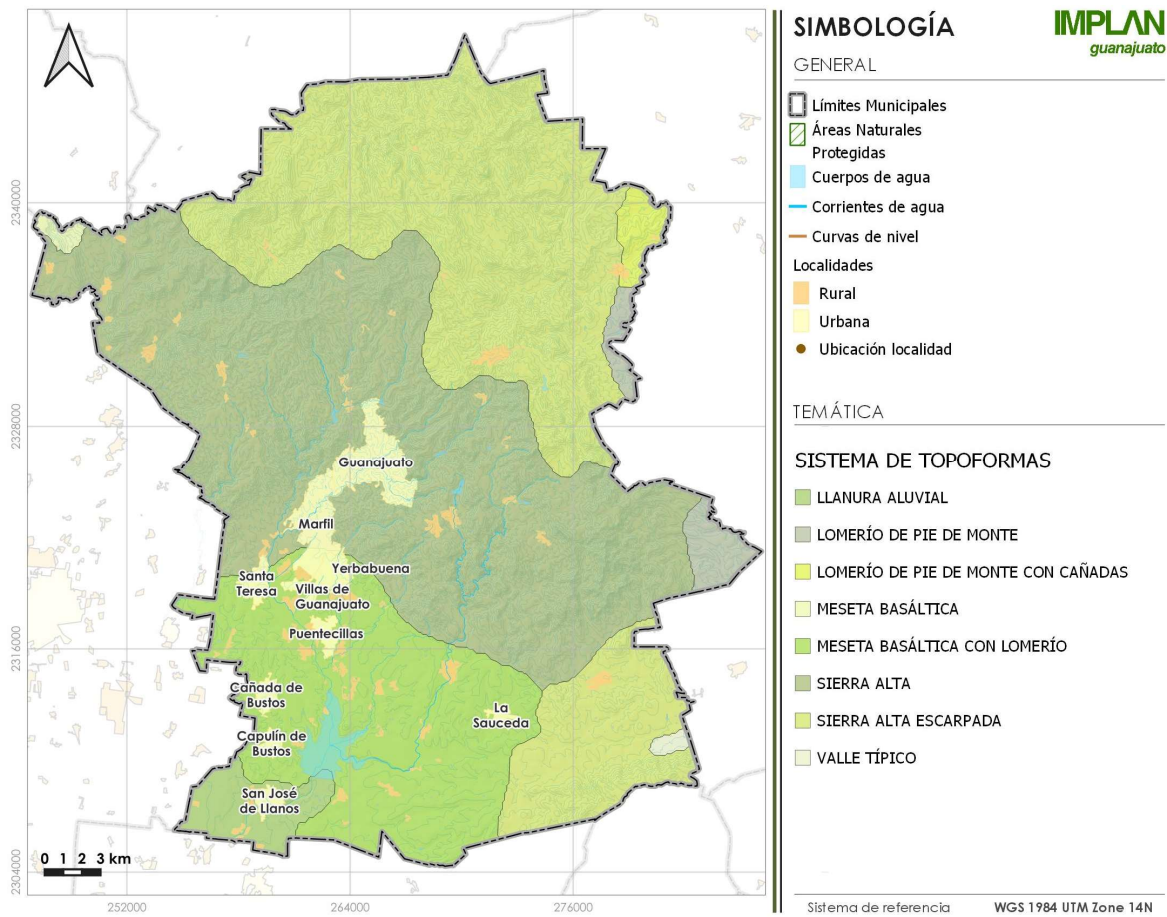 SIMBOLOGÍA
IMPLAN
guanajuato
GENERAL
Límites Municipales
Áreas Naturales
Protegidas
Cuerpos de agua
Corrientes de agua
Curvas de nivel
Localidades
Rural
Urbana
Ubicación localidad
TEMÁTICA
SISTEMA DE TOPOFORMAS
LLANURA ALUVIAL
LOMERÍO DE PIE DE MONTE
LOMERÍO DE PIE DE MONTE CON CAÑADAS
MESETA BASÁLTICA
MESETA BASÁLTICA CON LOMERÍO
SIERRA ALTA
SIERRA ALTA ESCARPADA
VALLE TÍPICO
Sistema de referencia WGS 1984 UTM Zone 14N
2340000
2328000
2316000
2304000
Guanajuato
Marfil
Yerbabuena
Santa
Teresa
Villas de
Guanajuato
Puentecillas
Cañada de
Bustos
La
Sauceda
Capulín de
Bustos
San José
de Llanos
0 1 2 3 km
252000
264000
276000